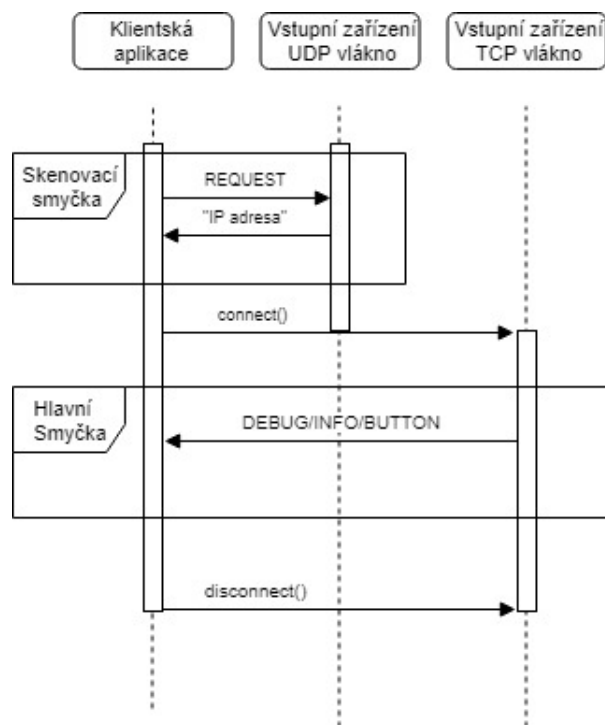 Klientská
aplikace
Vstupní zařízení
UDP vlákno
Vstupní zařízení
TCP vlákno
Skenovací
smyčka
REQUEST
"IP adresa"
connect()
Hlavní
Smyčka
DEBUG/INFO/BUTTON
disconnect()